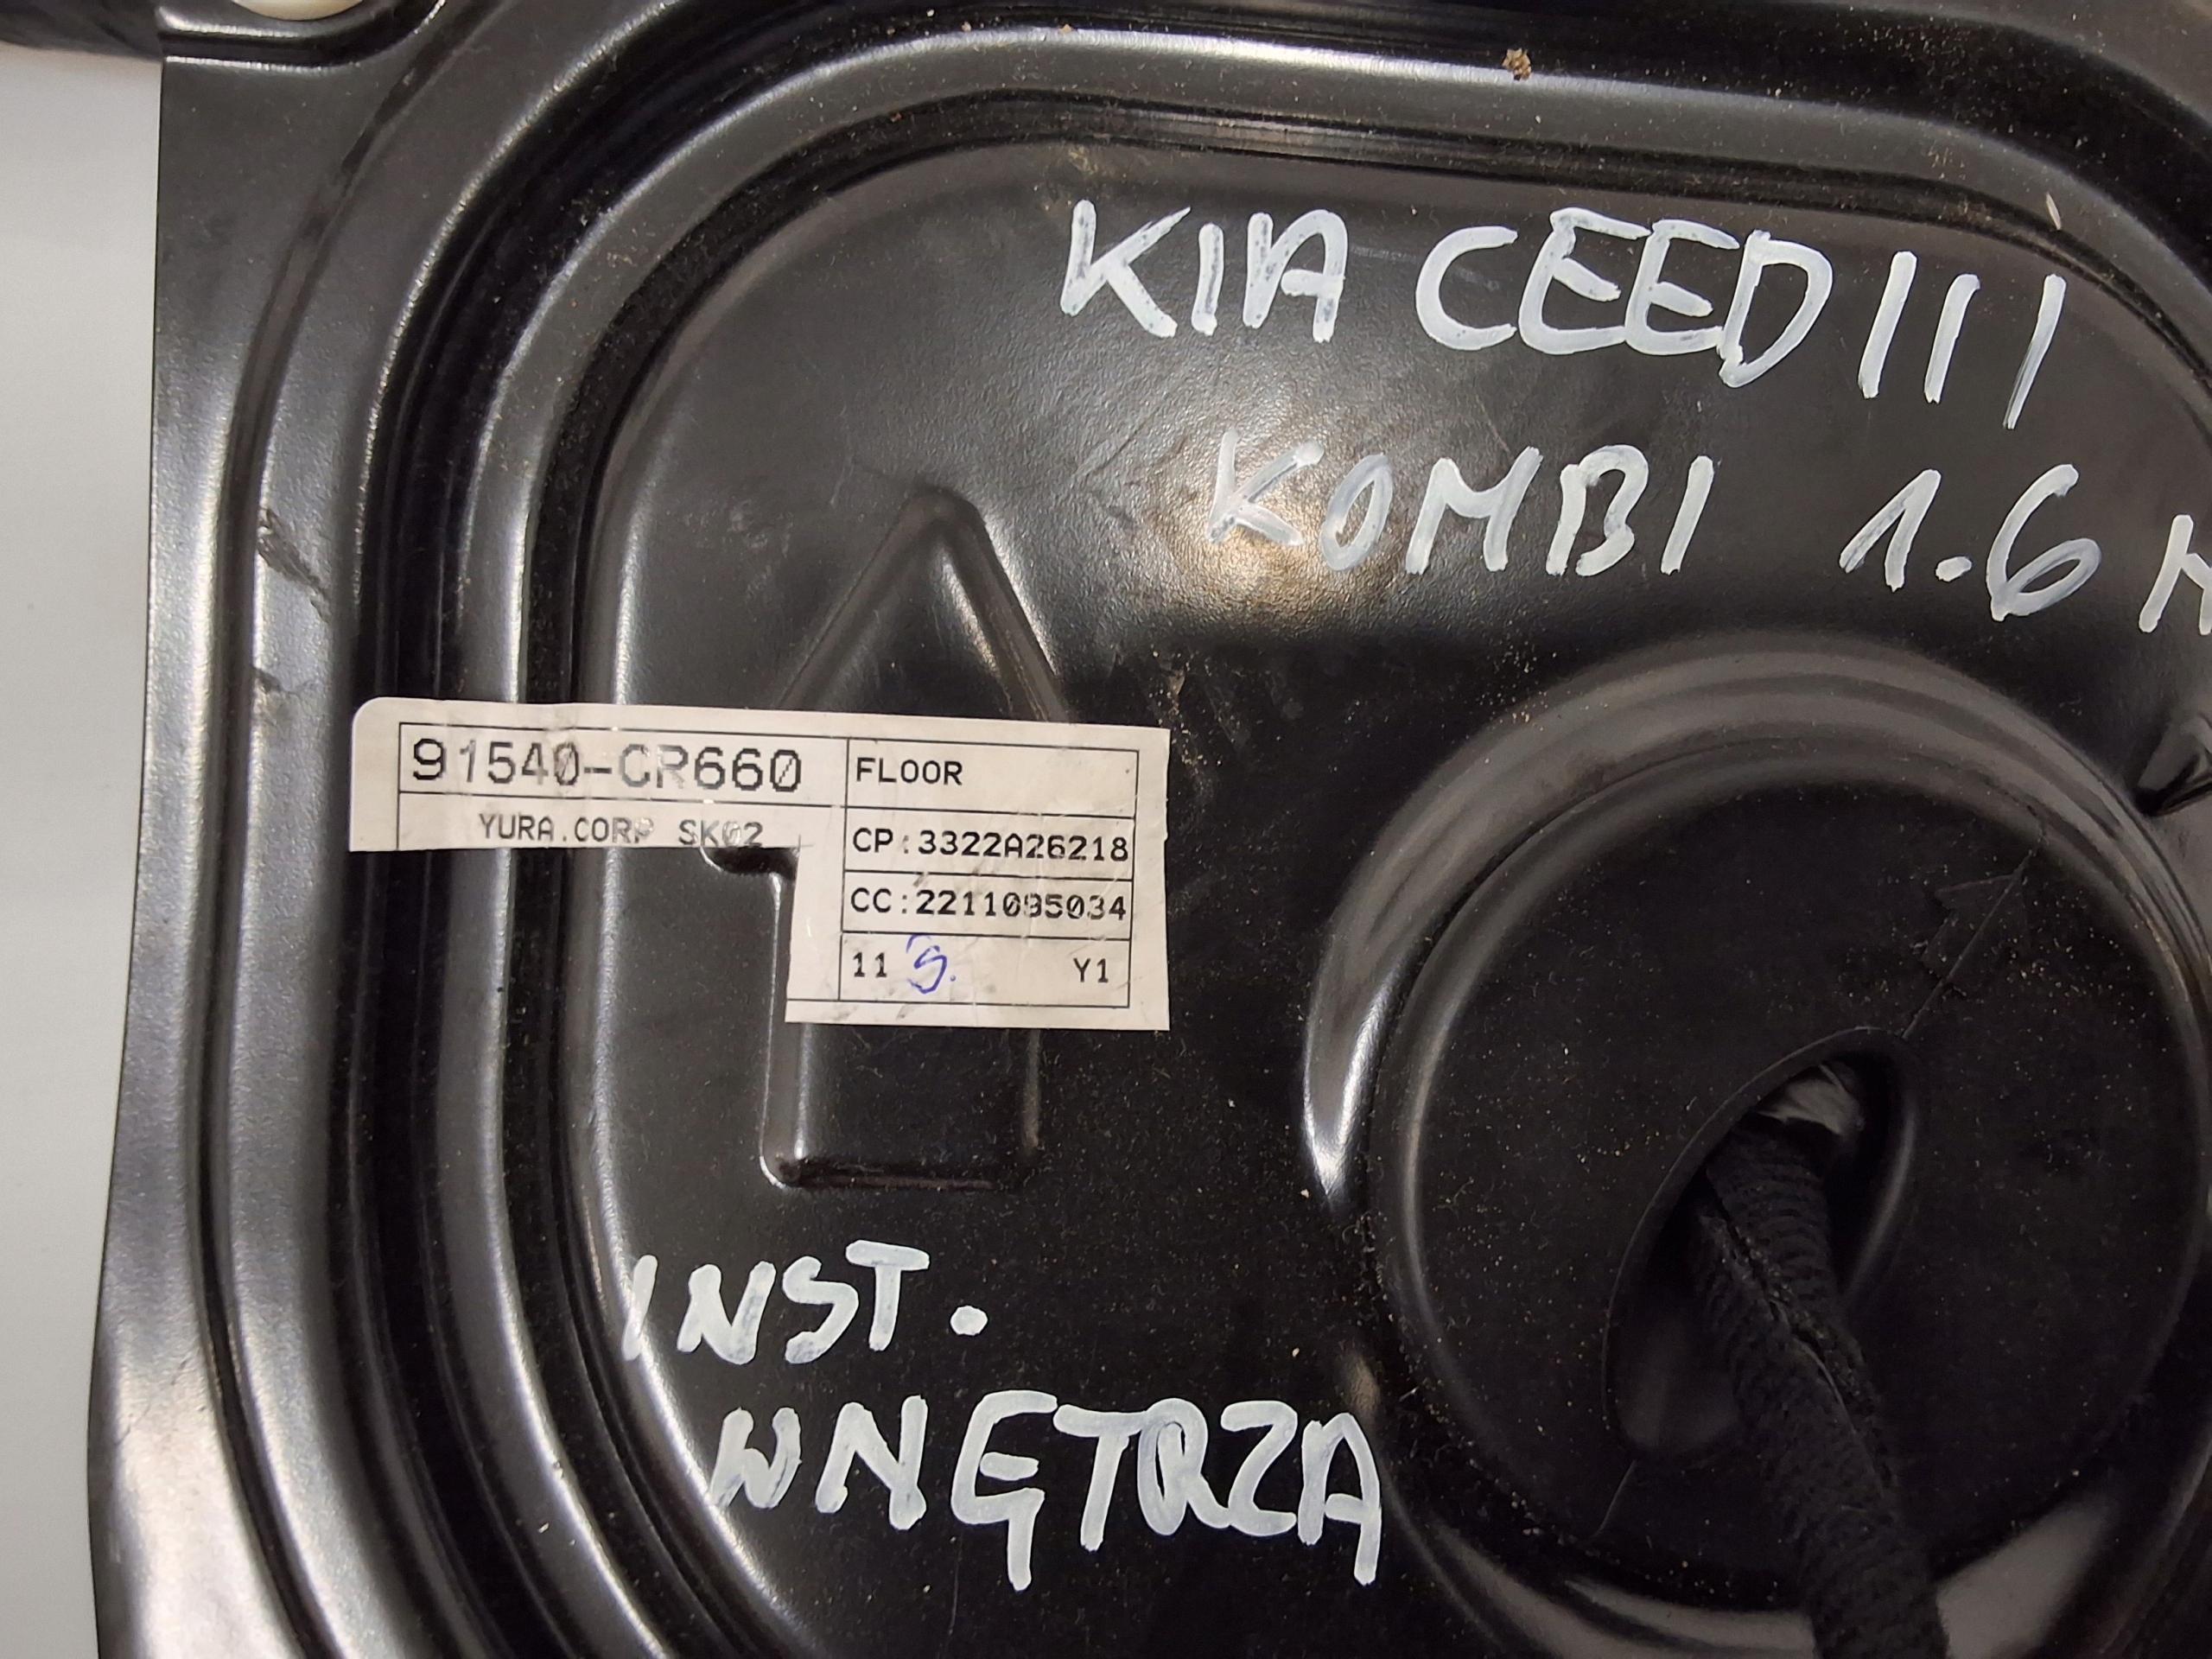 KIA CEED III
KOMBI 1.6
91540-CR660
FLOOR
YURA.CORP SK02
CP:3322A26218
CC:2211095034
11 Y1
INST.
WNĘTRZA